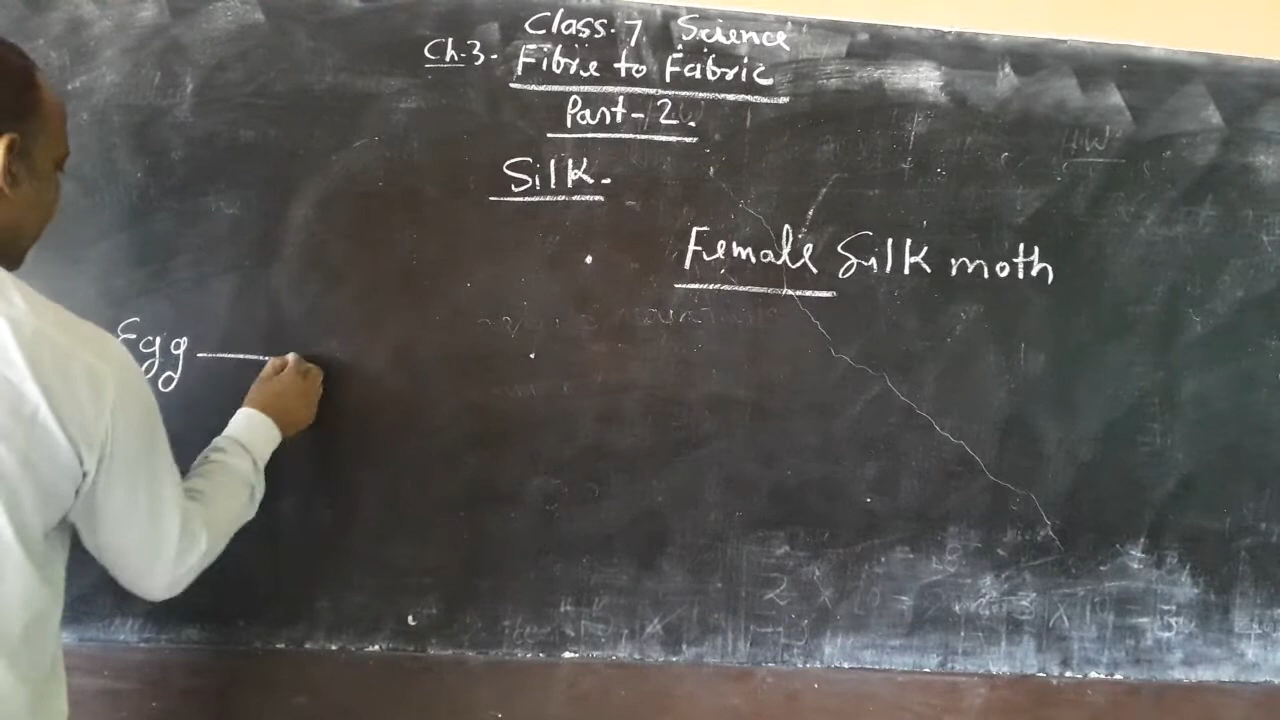 Class. 7 Science
Ch.3. Fibre to Fabric
Part-2.
Silk.
Female Silk moth
Egg